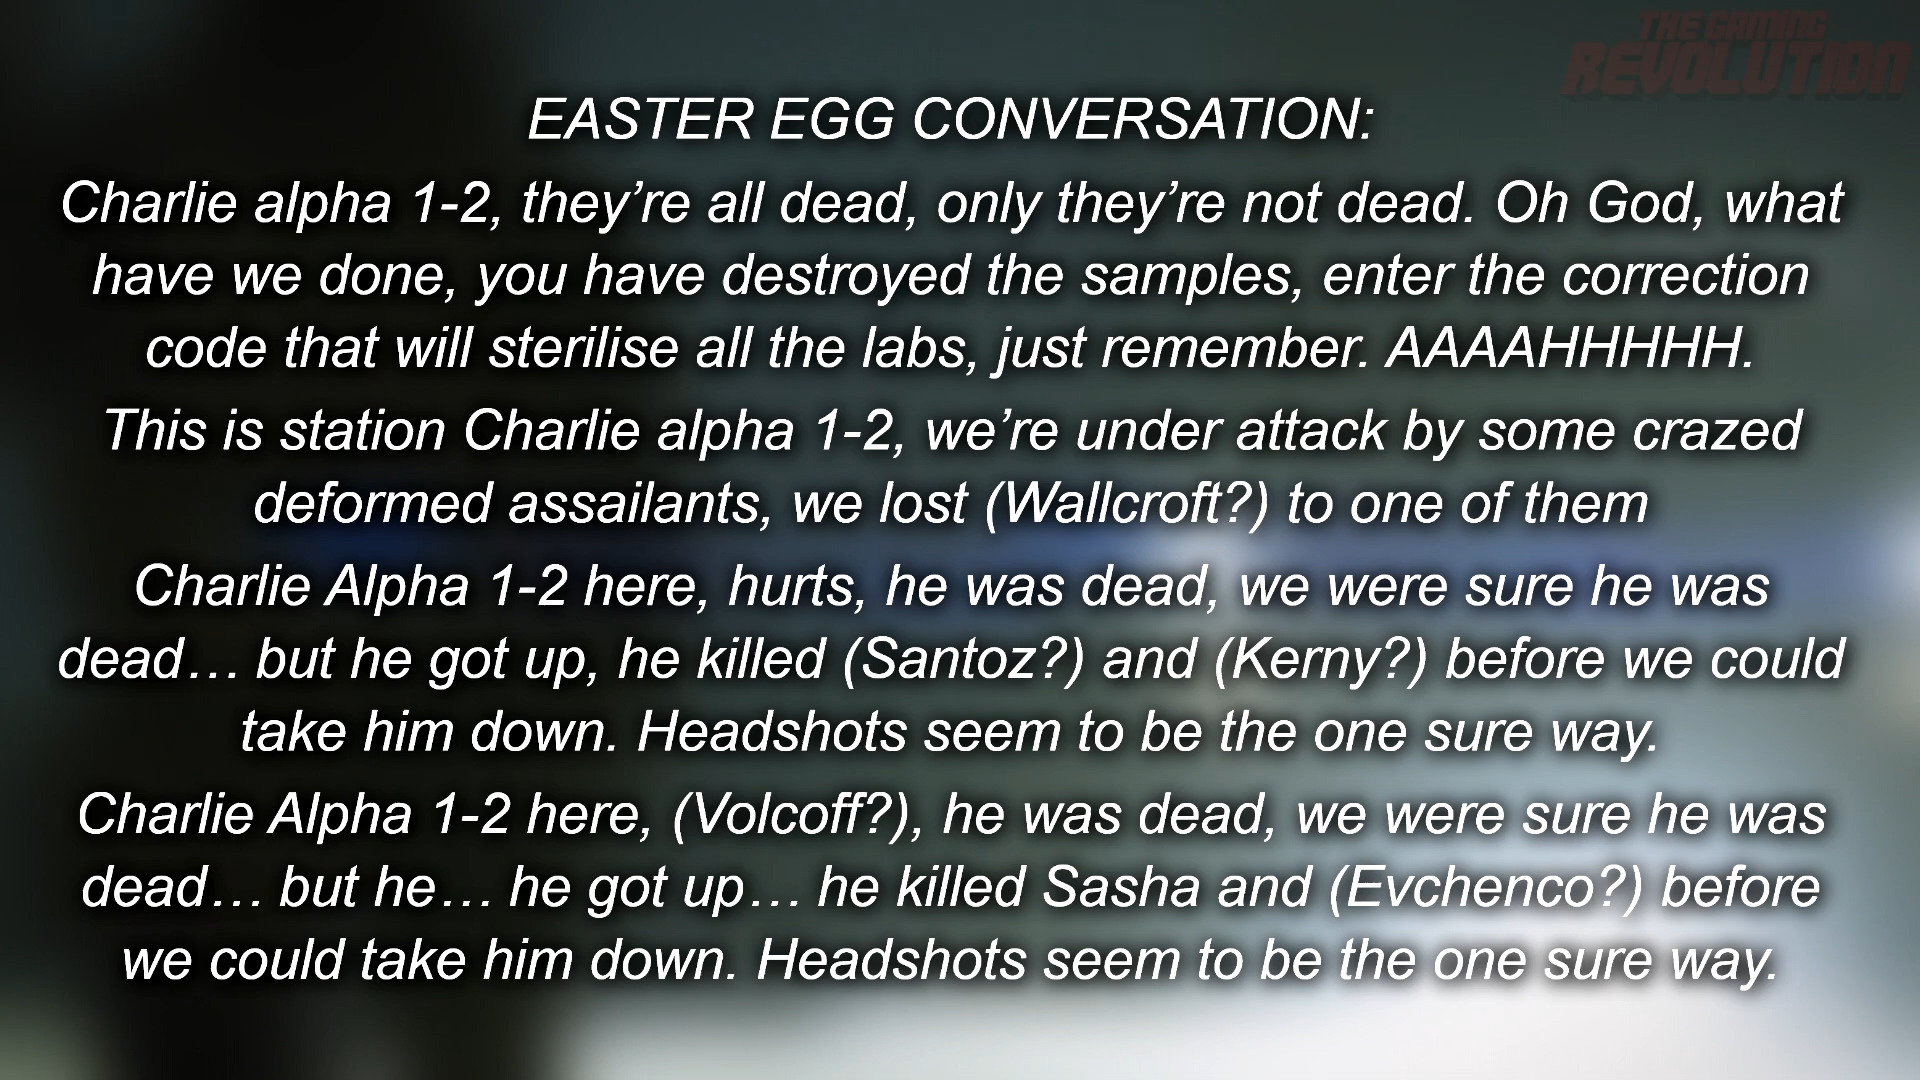 THE GAMING
REVOLUTION
EASTER EGG CONVERSATION:
Charlie alpha 1-2, they’re all dead, only they’re not dead. Oh God, what
have we done, you have destroyed the samples, enter the correction
code that will sterilise all the labs, just remember. AAAAHHHHH.
This is station Charlie alpha 1-2, we’re under attack by some crazed
deformed assailants, we lost (Wallcroft?) to one of them
Charlie Alpha 1-2 here, hurts, he was dead, we were sure he was
dead… but he got up, he killed (Santoz?) and (Kerny?) before we could
take him down. Headshots seem to be the one sure way.
Charlie Alpha 1-2 here, (Volcoff?), he was dead, we were sure he was
dead… but he… he got up… he killed Sasha and (Evchenco?) before
we could take him down. Headshots seem to be the one sure way.